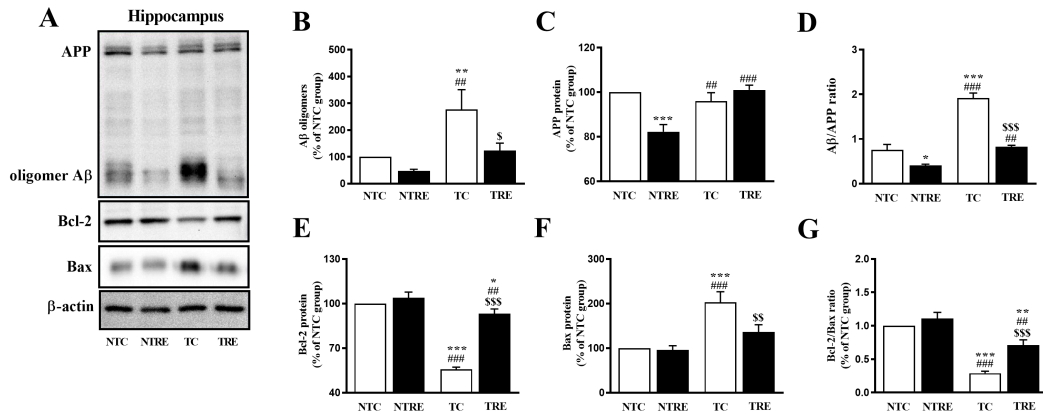 A
Hippocampus
APP
oligomer Aβ
Bcl-2
Bax
β-actin
NTC NTRE TC TRE
B
Aβ oligomers
(% of NTC group)
500
400
300
200
100
0
**
##
$
NTC NTRE TC TRE
C
APP protein
(% of NTC group)
120
100
80
60
***
##
###
NTC NTRE TC TRE
D
Aβ/APP ratio
3
2
1
0
*
***
###
$$$
##
NTC NTRE TC TRE
E
Bcl-2 protein
(% of NTC group)
130
100
70
40
***
###
*
##
$$$
NTC NTRE TC TRE
F
Bax protein
(% of NTC group)
300
200
100
0
***
###
$$
NTC NTRE TC TRE
G
Bcl-2/Bax ratio
(% of NTC group)
2.0
1.5
1.0
0.5
0.0
***
###
**
##
$$$
NTC NTRE TC TRE